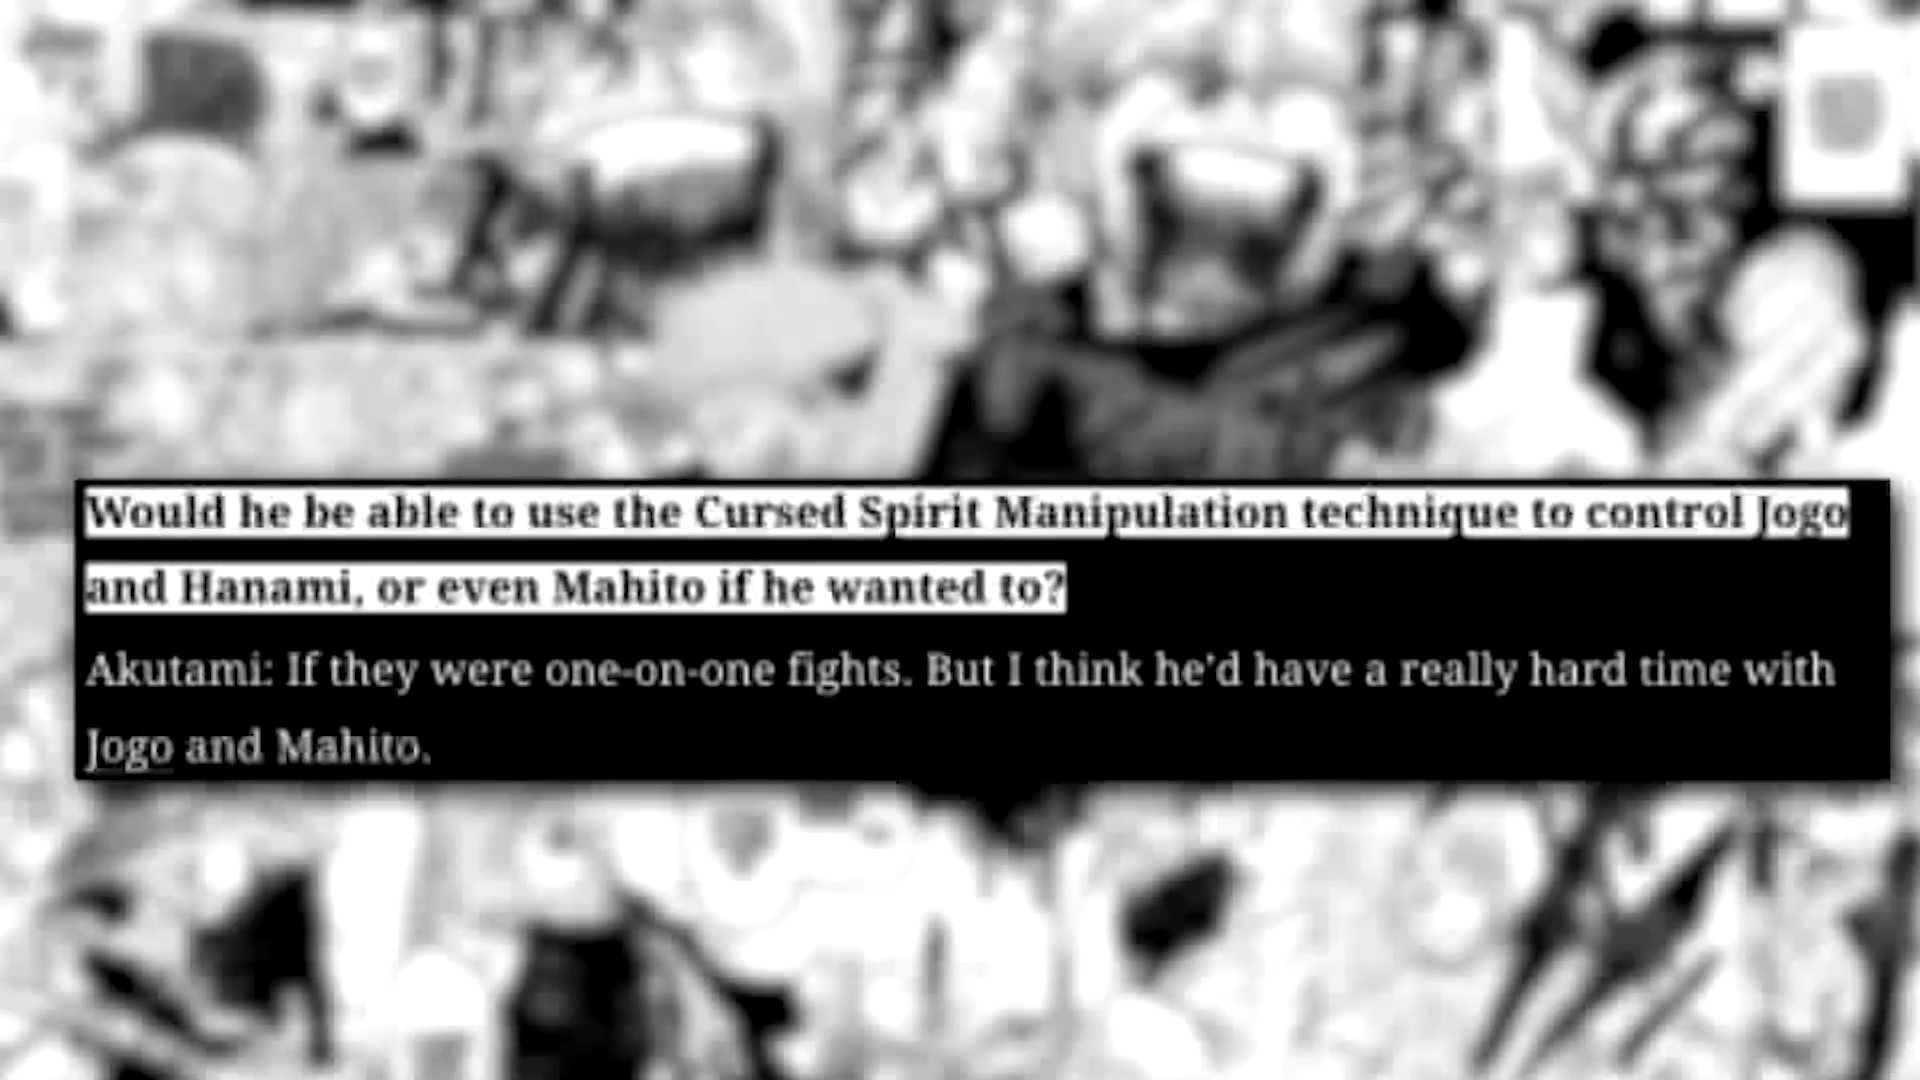 Would he be able to use the Cursed Spirit Manipulation technique to control Jogo
and Hanami, or even Mahito if he wanted to?
Akutami: If they were one-on-one fights. But I think he'd have a really hard time with
Jogo and Mahito.